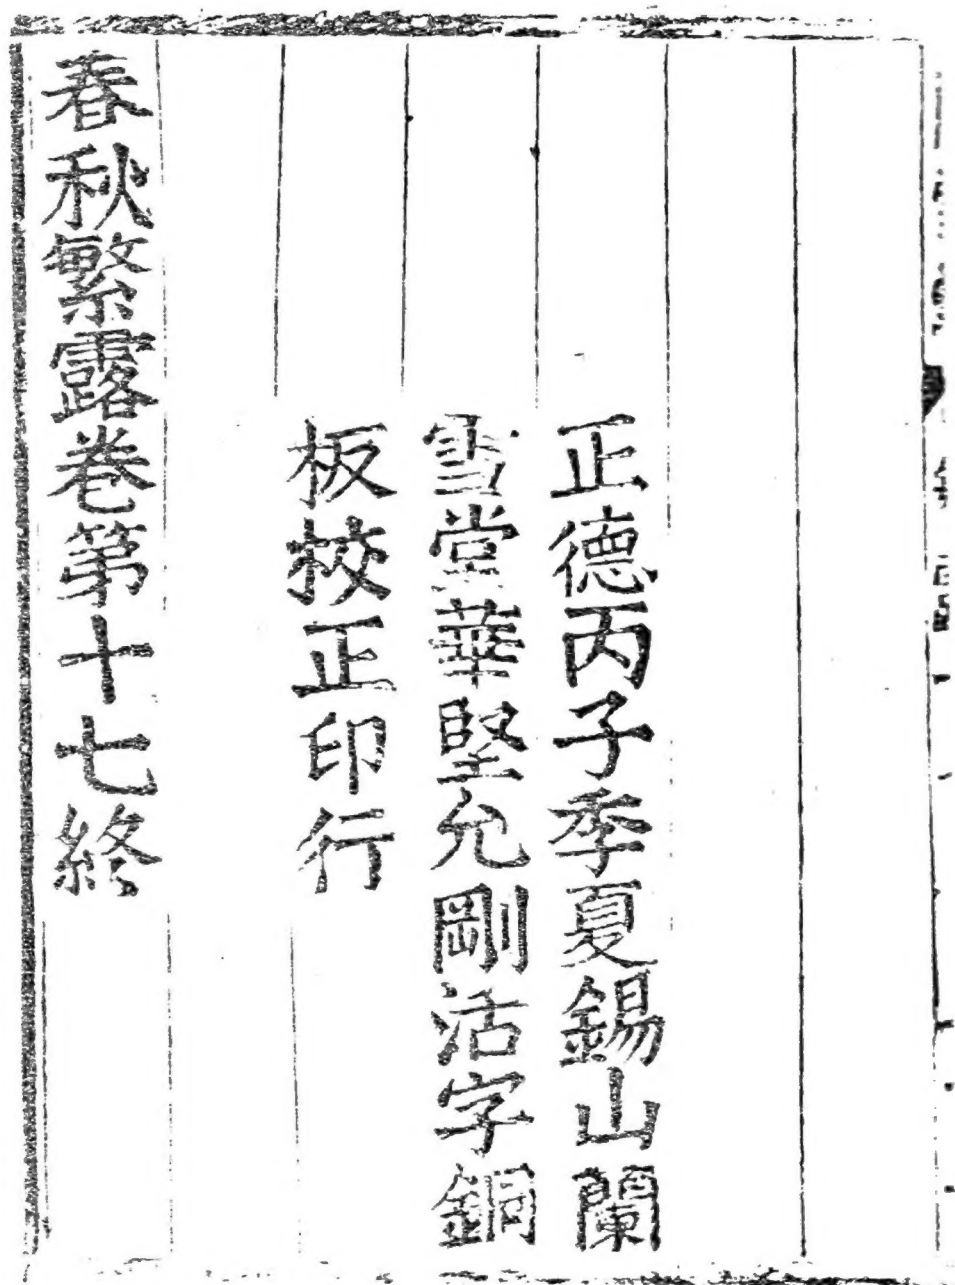 正德丙子季夏錫山蘭
雪堂華堅允剛活字銅
板挍正印行
春秋繁露卷第十七終